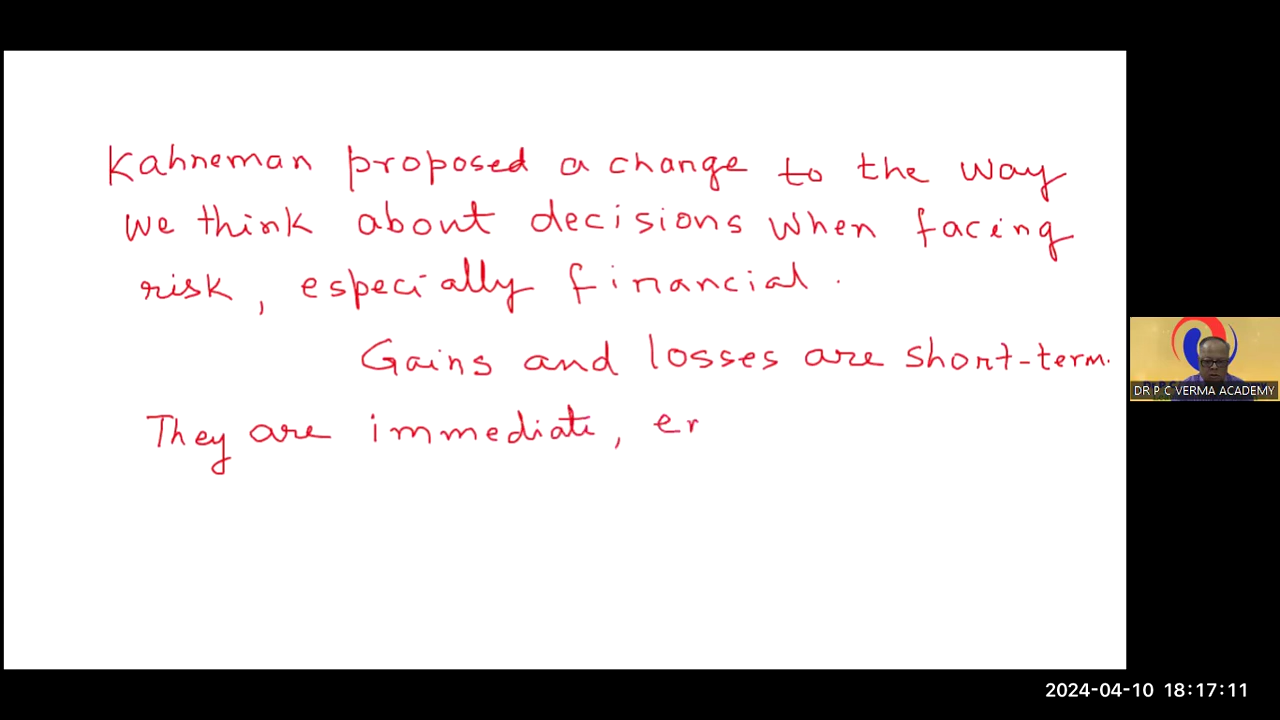 Kahneman proposed a change to the way
we think about decisions when facing
risk, especially financial.
Gains and losses are short-term.
They are immediate, er
DR P C VERMA ACADEMY
2024-04-10 18:17:11